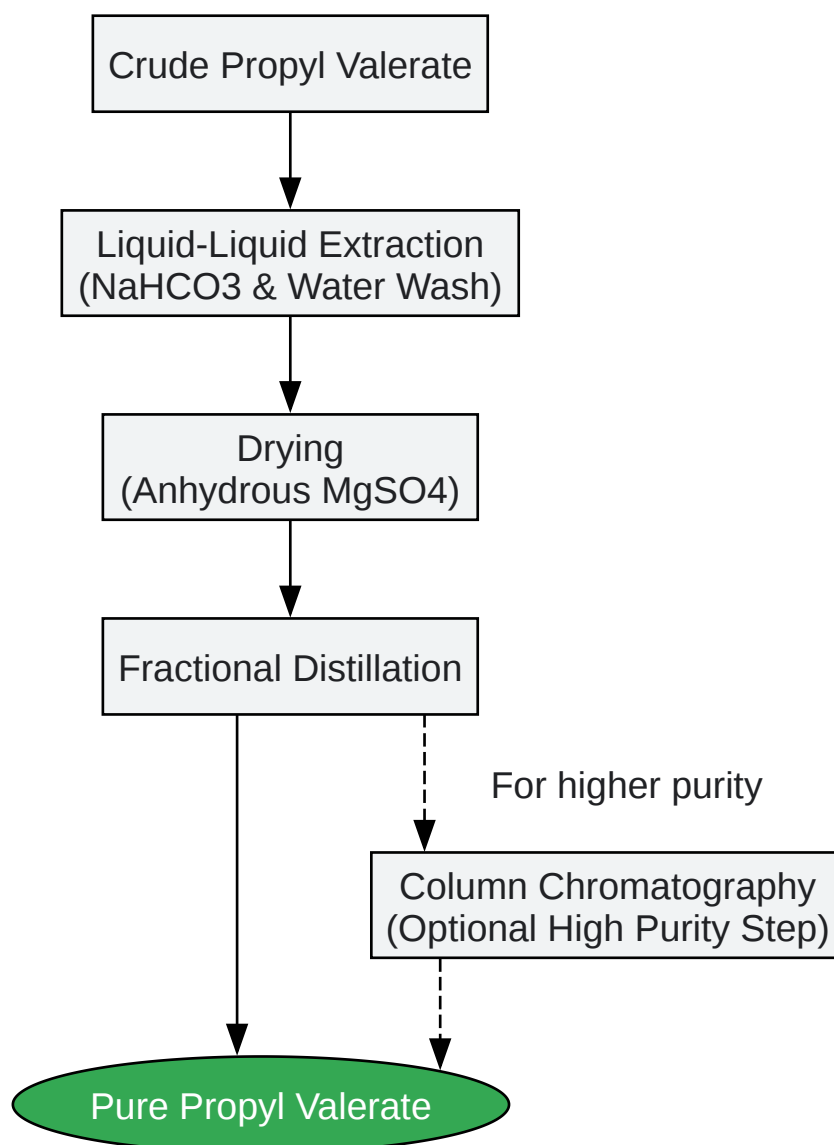 Crude Propyl Valerate
Liquid-Liquid Extraction
(NaHCO3 & Water Wash)
Drying
(Anhydrous MgSO4)
Fractional Distillation
For higher purity
Column Chromatography
(Optional High Purity Step)
Pure Propyl Valerate